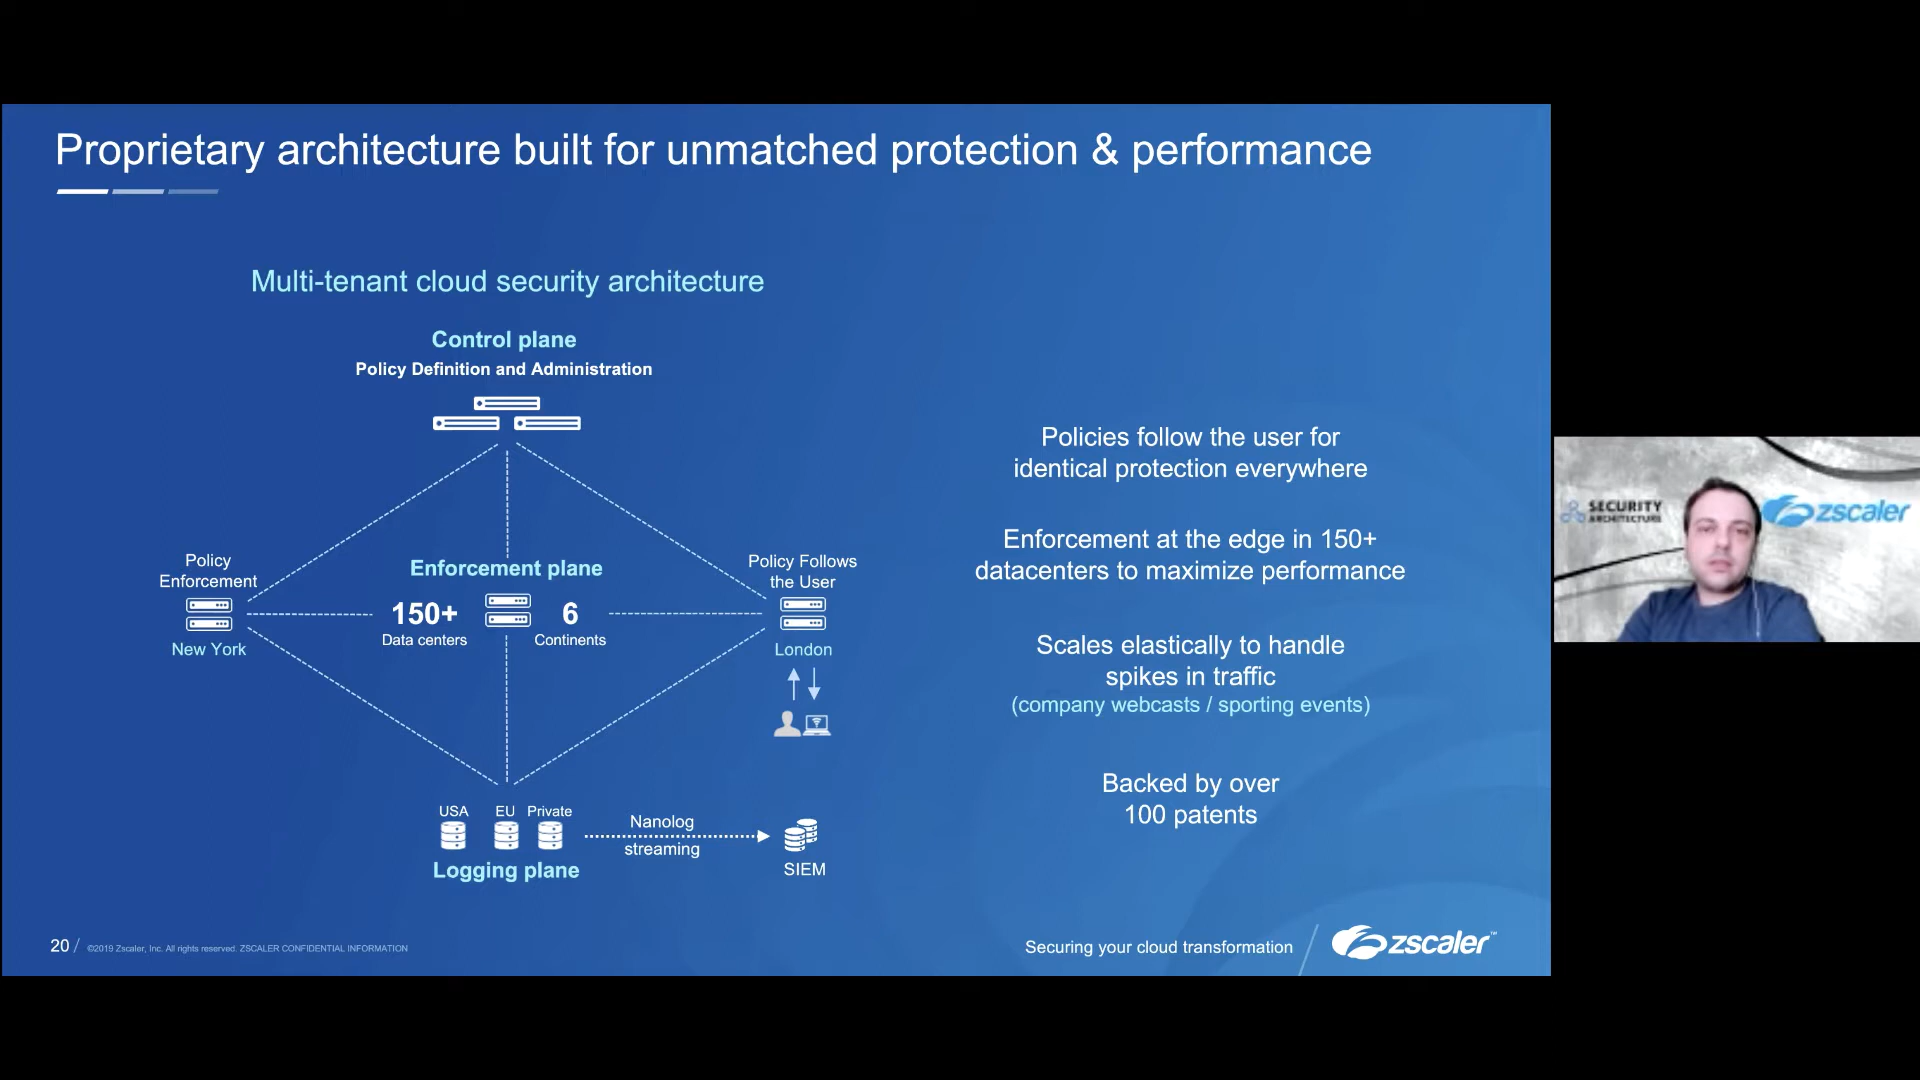 Proprietary architecture built for unmatched protection & performance
Multi-tenant cloud security architecture
Control plane
Policy Definition and Administration
Policy
Enforcement
New York
Enforcement plane
150+
Data centers
6
Continents
Policy Follows
the User
London
USA
EU
Private
Logging plane
Nanolog
streaming
SIEM
Policies follow the user for
identical protection everywhere
Enforcement at the edge in 150+
datacenters to maximize performance
Scales elastically to handle
spikes in traffic
(company webcasts / sporting events)
Backed by over
100 patents
20 / ©2019 Zscaler, Inc. All rights reserved. ZSCALER CONFIDENTIAL INFORMATION
Securing your cloud transformation
zscaler™
SECURITY
ARCHITECTURE
zscaler